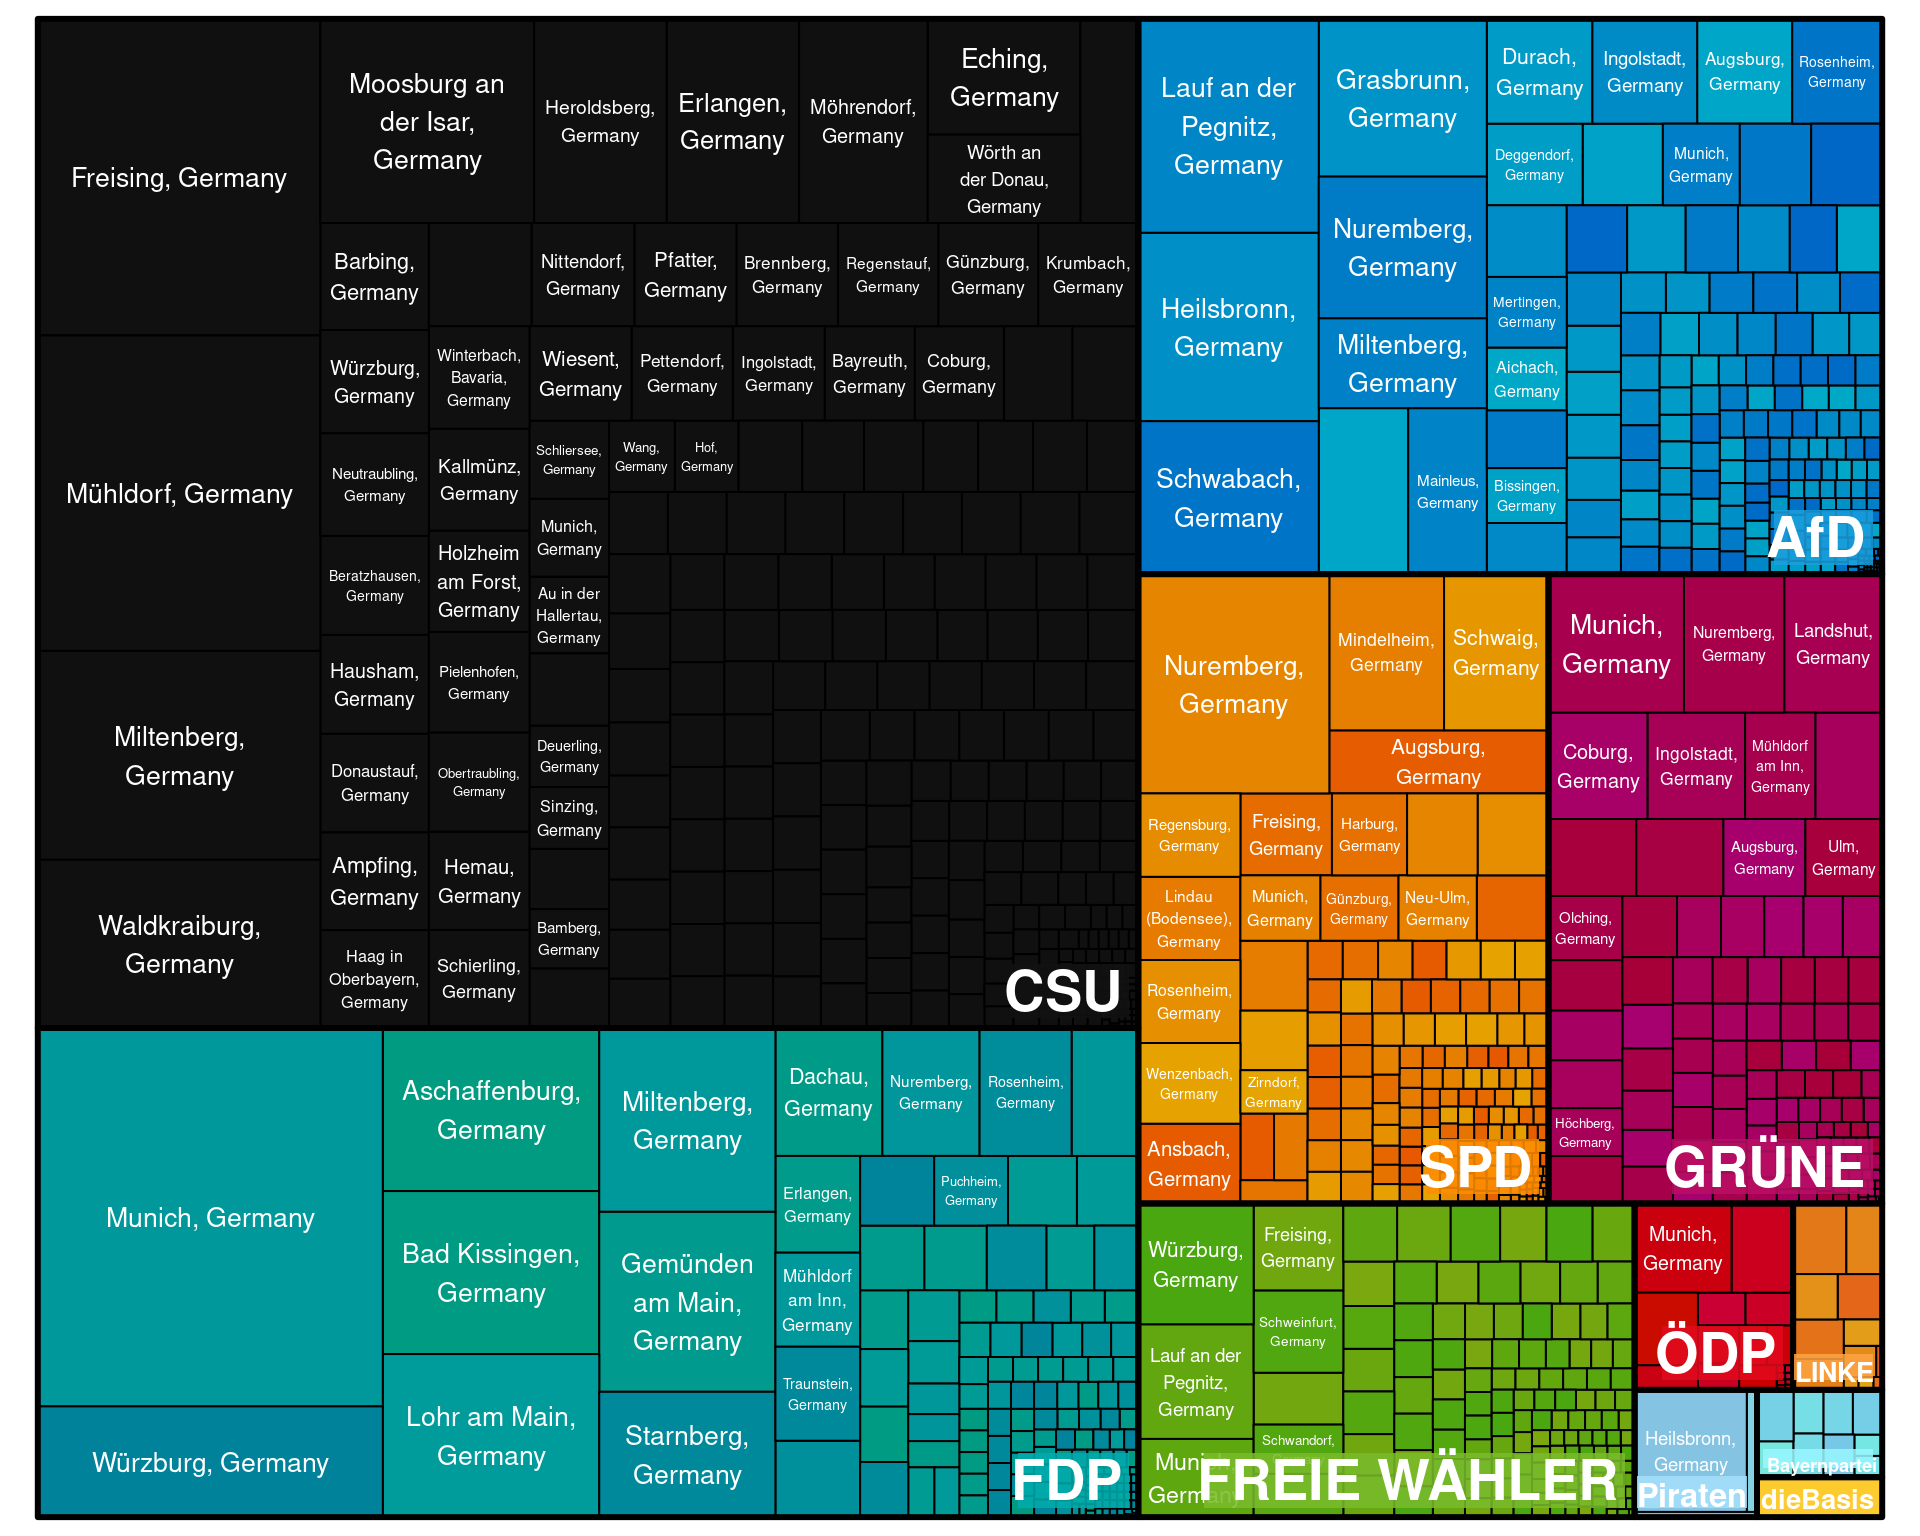 Freising, Germany
Mühldorf, Germany
Miltenberg,
Germany
Waldkraiburg,
Germany
Moosburg an
der Isar,
Germany
Heroldsberg,
Germany
Erlangen,
Germany
Möhrendorf,
Germany
Eching,
Germany
Wörth an
der Donau,
Germany
Barbing,
Germany
Nittendorf,
Germany
Pfatter,
Germany
Brennberg,
Germany
Regenstauf,
Germany
Günzburg,
Germany
Krumbach,
Germany
Würzburg,
Germany
Winterbach,
Bavaria,
Germany
Wiesent,
Germany
Pettendorf,
Germany
Ingolstadt,
Germany
Bayreuth,
Germany
Coburg,
Germany
Neutraubling,
Germany
Kallmünz,
Germany
Schliersee,
Germany
Wang,
Germany
Hof,
Germany
Munich,
Germany
Beratzhausen,
Germany
Holzheim
am Forst,
Germany
Au in der
Hallertau,
Germany
Hausham,
Germany
Pielenhofen,
Germany
Donaustauf,
Germany
Obertraubling,
Germany
Deuerling,
Germany
Sinzing,
Germany
Ampfing,
Germany
Hemau,
Germany
Bamberg,
Germany
Haag in
Oberbayern,
Germany
Schierling,
Germany
CSU
Lauf an der
Pegnitz,
Germany
Heilsbronn,
Germany
Schwabach,
Germany
Grasbrunn,
Germany
Nuremberg,
Germany
Miltenberg,
Germany
Mainleus,
Germany
Durach,
Germany
Ingolstadt,
Germany
Augsburg,
Germany
Rosenheim,
Germany
Deggendorf,
Germany
Munich,
Germany
Mertingen,
Germany
Aichach,
Germany
Bissingen,
Germany
AfD
Nuremberg,
Germany
Mindelheim,
Germany
Schwaig,
Germany
Augsburg,
Germany
Regensburg,
Germany
Freising,
Germany
Harburg,
Germany
Lindau
(Bodensee),
Germany
Munich,
Germany
Günzburg,
Germany
Neu-Ulm,
Germany
Rosenheim,
Germany
Wenzenbach,
Germany
Zirndorf,
Germany
Ansbach,
Germany
SPD
Munich,
Germany
Nuremberg,
Germany
Landshut,
Germany
Coburg,
Germany
Ingolstadt,
Germany
Mühldorf
am Inn,
Germany
Augsburg,
Germany
Ulm,
Germany
Olching,
Germany
Höchberg,
Germany
GRÜNE
Munich, Germany
Würzburg, Germany
Aschaffenburg,
Germany
Bad Kissingen,
Germany
Lohr am Main,
Germany
Miltenberg,
Germany
Gemünden
am Main,
Germany
Starnberg,
Germany
Dachau,
Germany
Nuremberg,
Germany
Rosenheim,
Germany
Erlangen,
Germany
Puchheim,
Germany
Mühldorf
am Inn,
Germany
Traunstein,
Germany
FDP
Würzburg,
Germany
Freising,
Germany
Schweinfurt,
Germany
Lauf an der
Pegnitz,
Germany
Schwandorf,
Munich,
Germany
FREIE WÄHLER
Munich,
Germany
ÖDP
LINKE
Heilsbronn,
Germany
Piraten
Bayernpartei
dieBasis